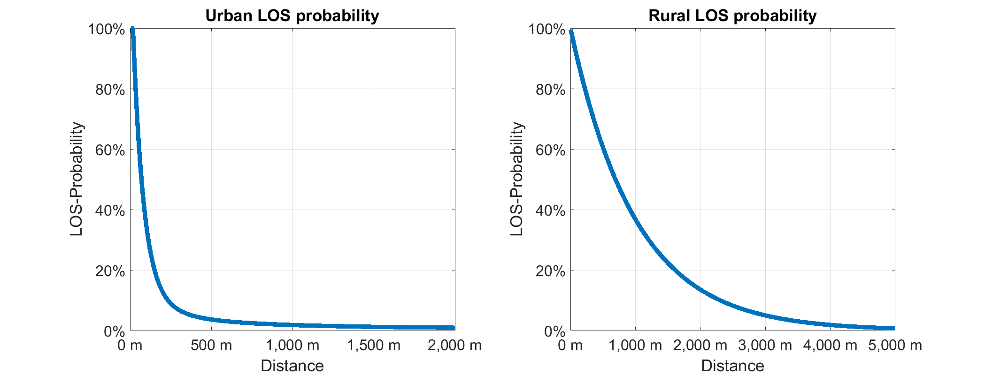 Urban LOS probability
100%
80%
60%
40%
20%
0%
LOS-Probability
0 m 500 m 1,000 m 1,500 m 2,000 m
Distance
Rural LOS probability
100%
80%
60%
40%
20%
0%
LOS-Probability
0 m 1,000 m 2,000 m 3,000 m 4,000 m 5,000 m
Distance